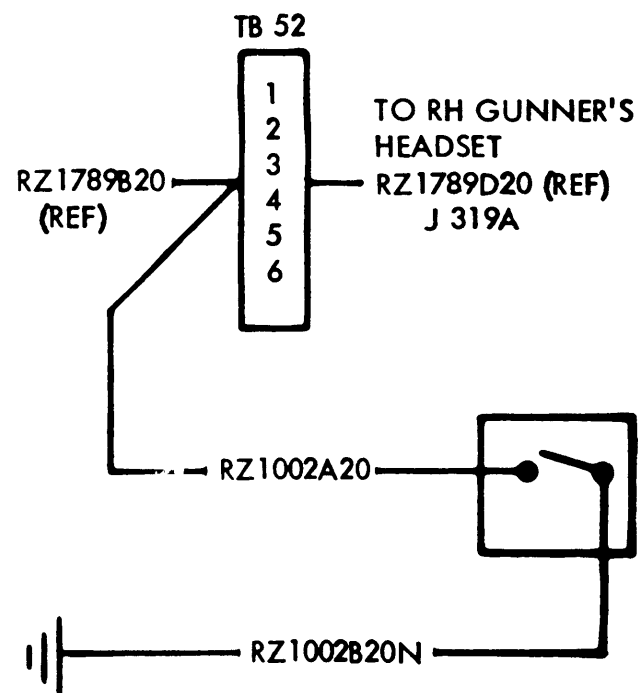 TB 52
1
2
3
4
5
6
TO RH GUNNER'S
HEADSET
RZ1789B20
(REF)
RZ1789D20 (REF)
J 319A
RZ1002A20
RZ1002B20N